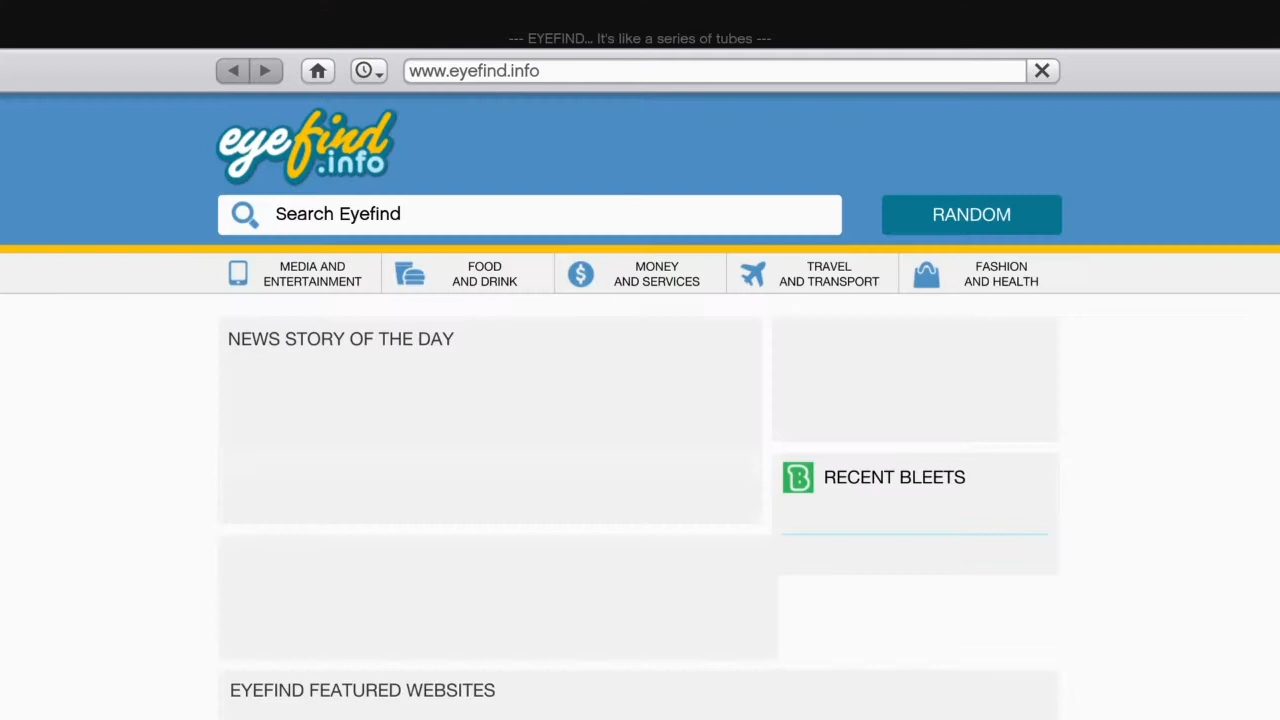 --- EYEFIND... It's like a series of tubes ---
www.eyefind.info
eyefind
.info
Search Eyefind
RANDOM
MEDIA AND
ENTERTAINMENT
FOOD
AND DRINK
MONEY
AND SERVICES
TRAVEL
AND TRANSPORT
FASHION
AND HEALTH
NEWS STORY OF THE DAY
B RECENT BLEETS
EYEFIND FEATURED WEBSITES